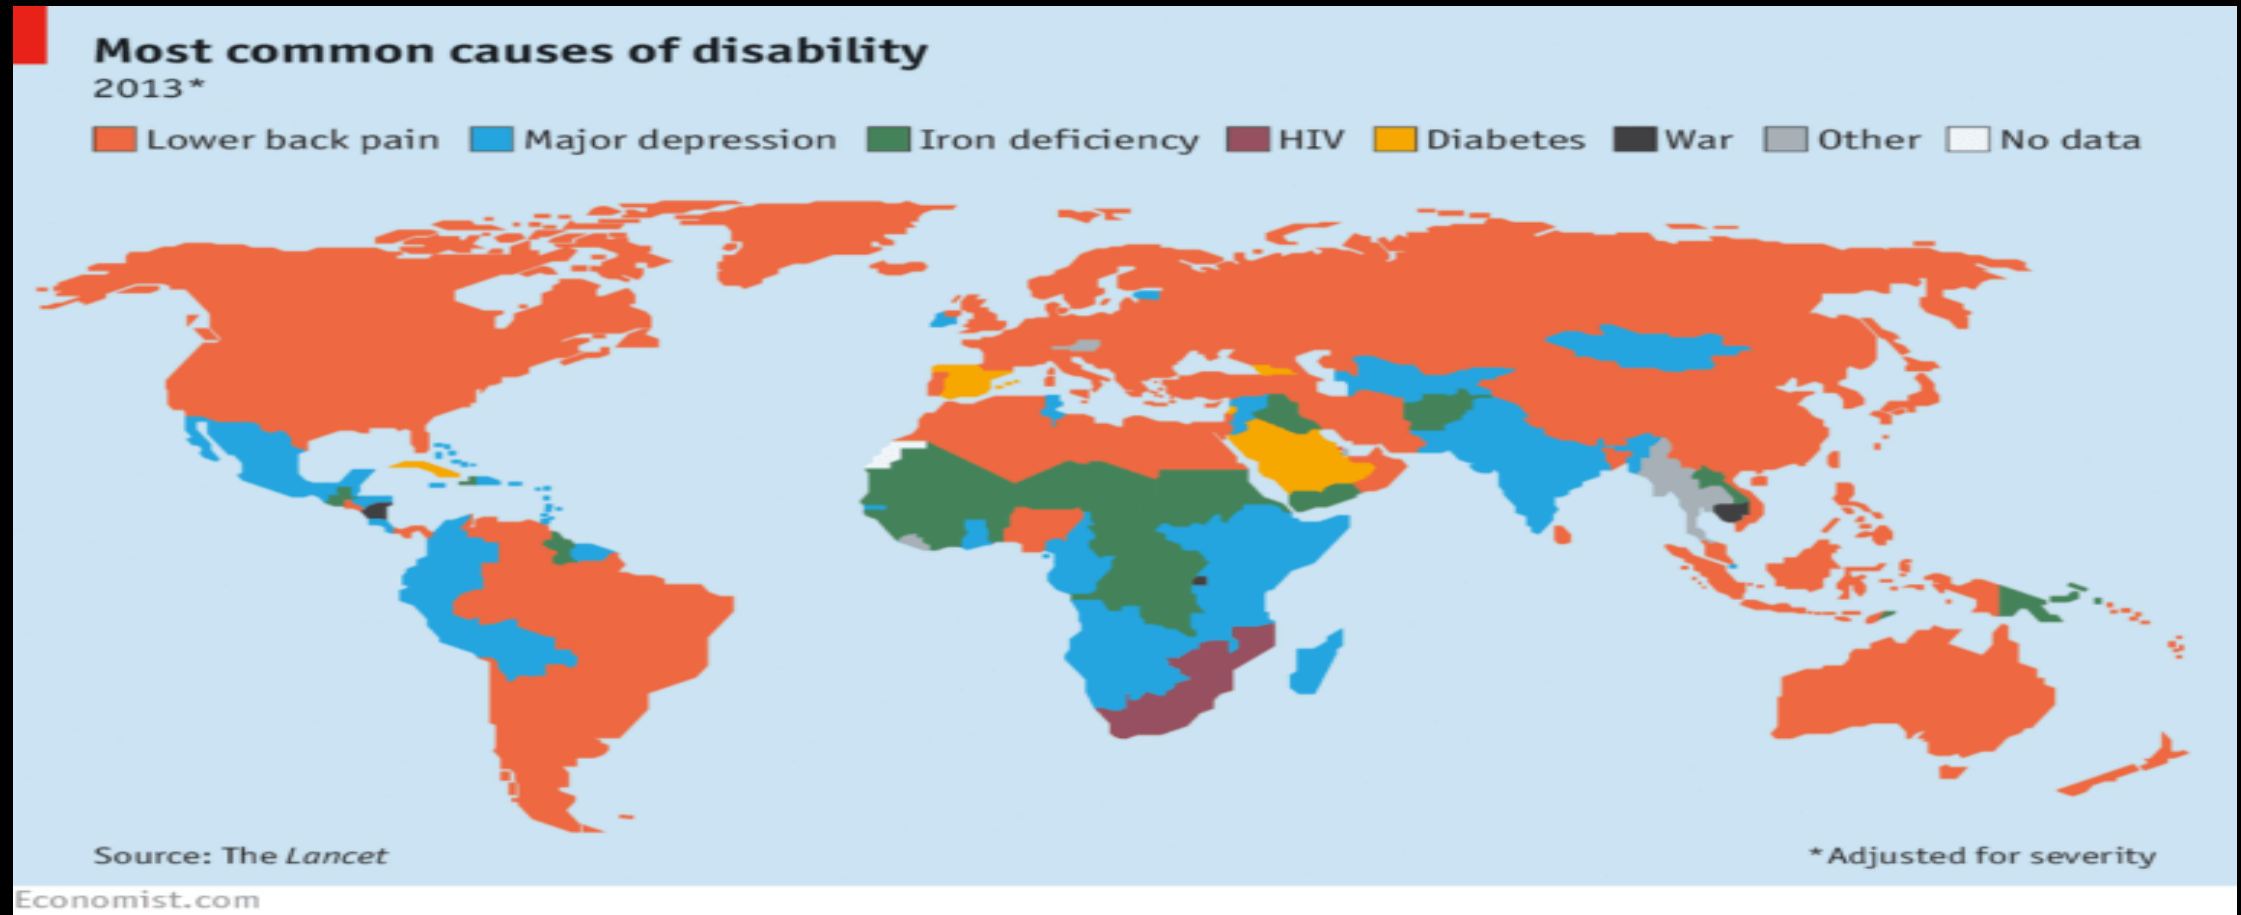 Most common causes of disability
2013*
Lower back pain Major depression Iron deficiency HIV Diabetes War Other No data
Source: The Lancet
*Adjusted for severity
Economist.com